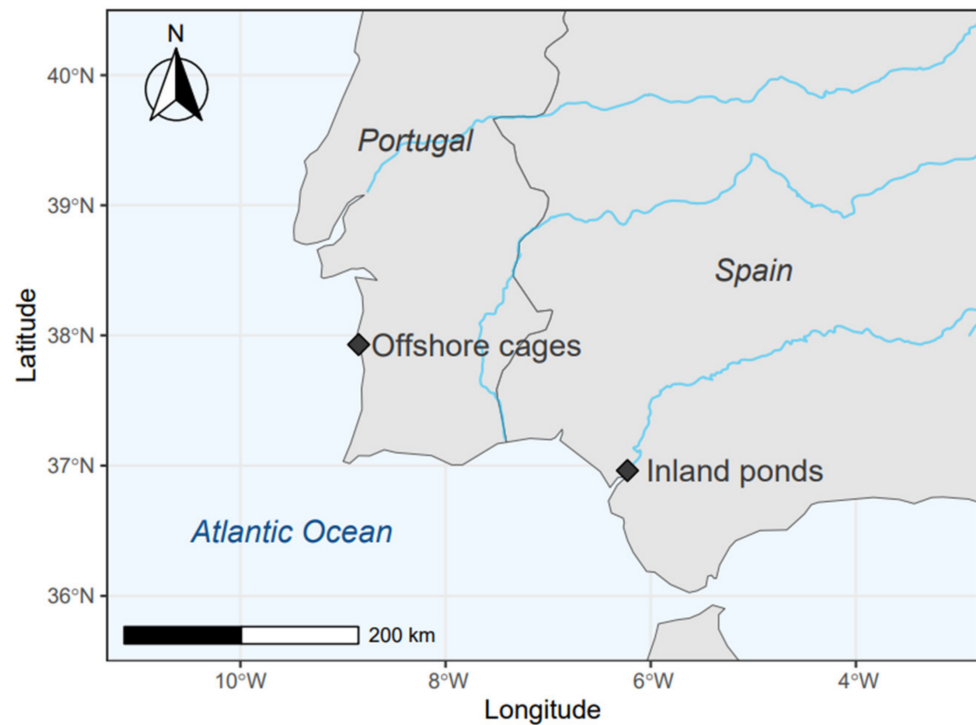 N
40°N
Portugal
39°N
Spain
38°N
Offshore cages
Latitude
37°N
Inland ponds
Atlantic Ocean
36°N
200 km
10°W
8°W
6°W
4°W
Longitude